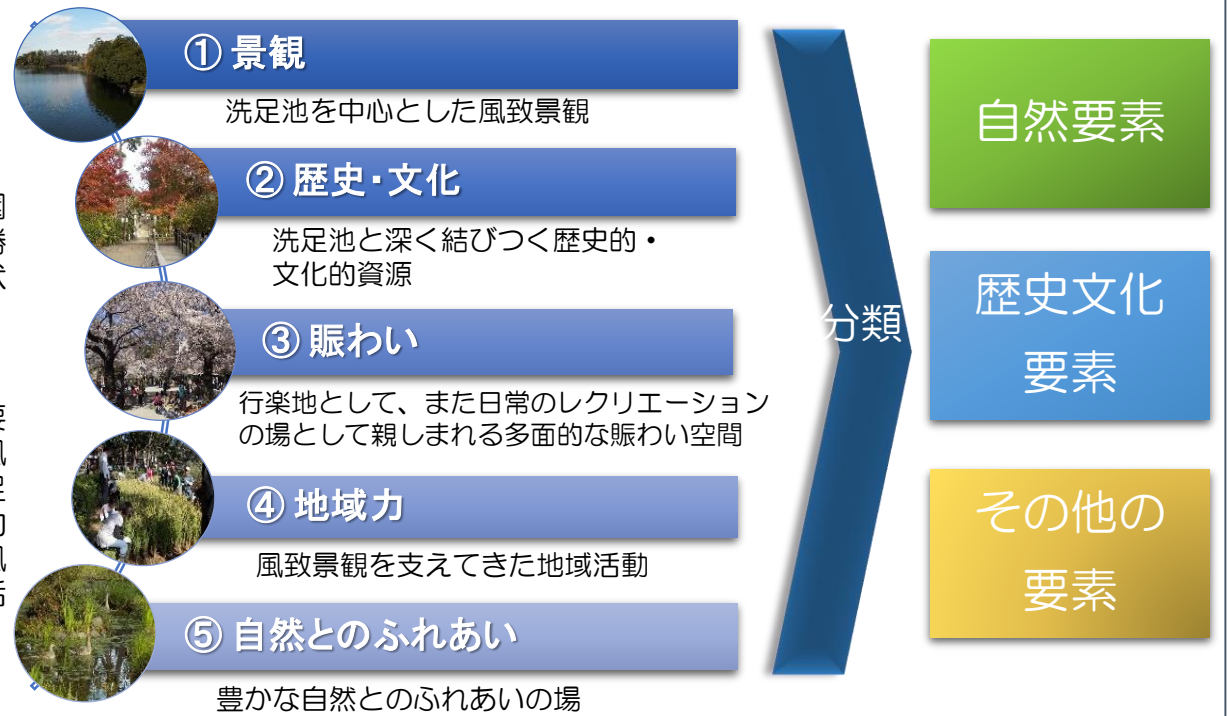 ① 景観
洗足池を中心とした風致景観
② 歴史・文化
洗足池と深く結びつく歴史的・
文化的資源
③ 賑わい
行楽地として、また日常のレクリエーション
の場として親しまれる多面的な賑わい空間
④ 地域力
風致景観を支えてきた地域活動
⑤ 自然とのふれあい
豊かな自然とのふれあいの場
分類
自然要素
歴史文化
要素
その他の
要素